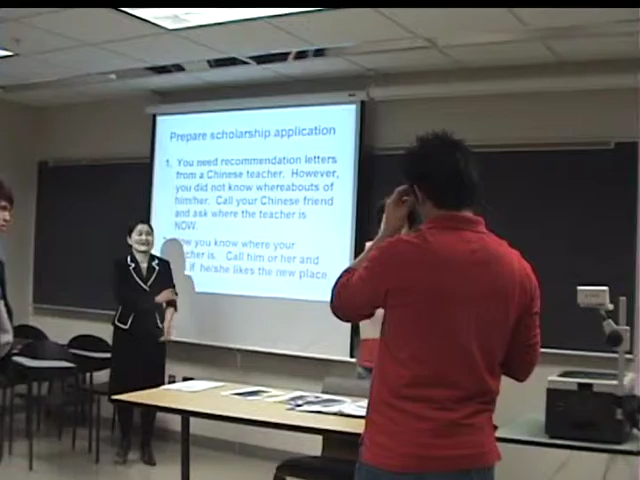 Prepare scholarship application
1. You need recommendation letters
from a Chinese teacher. However,
you did not know whereabouts of
him/her. Call your Chinese friend
and ask where the teacher is
NOW.
you know where your
is. Call him or her and
if he/she likes the new place